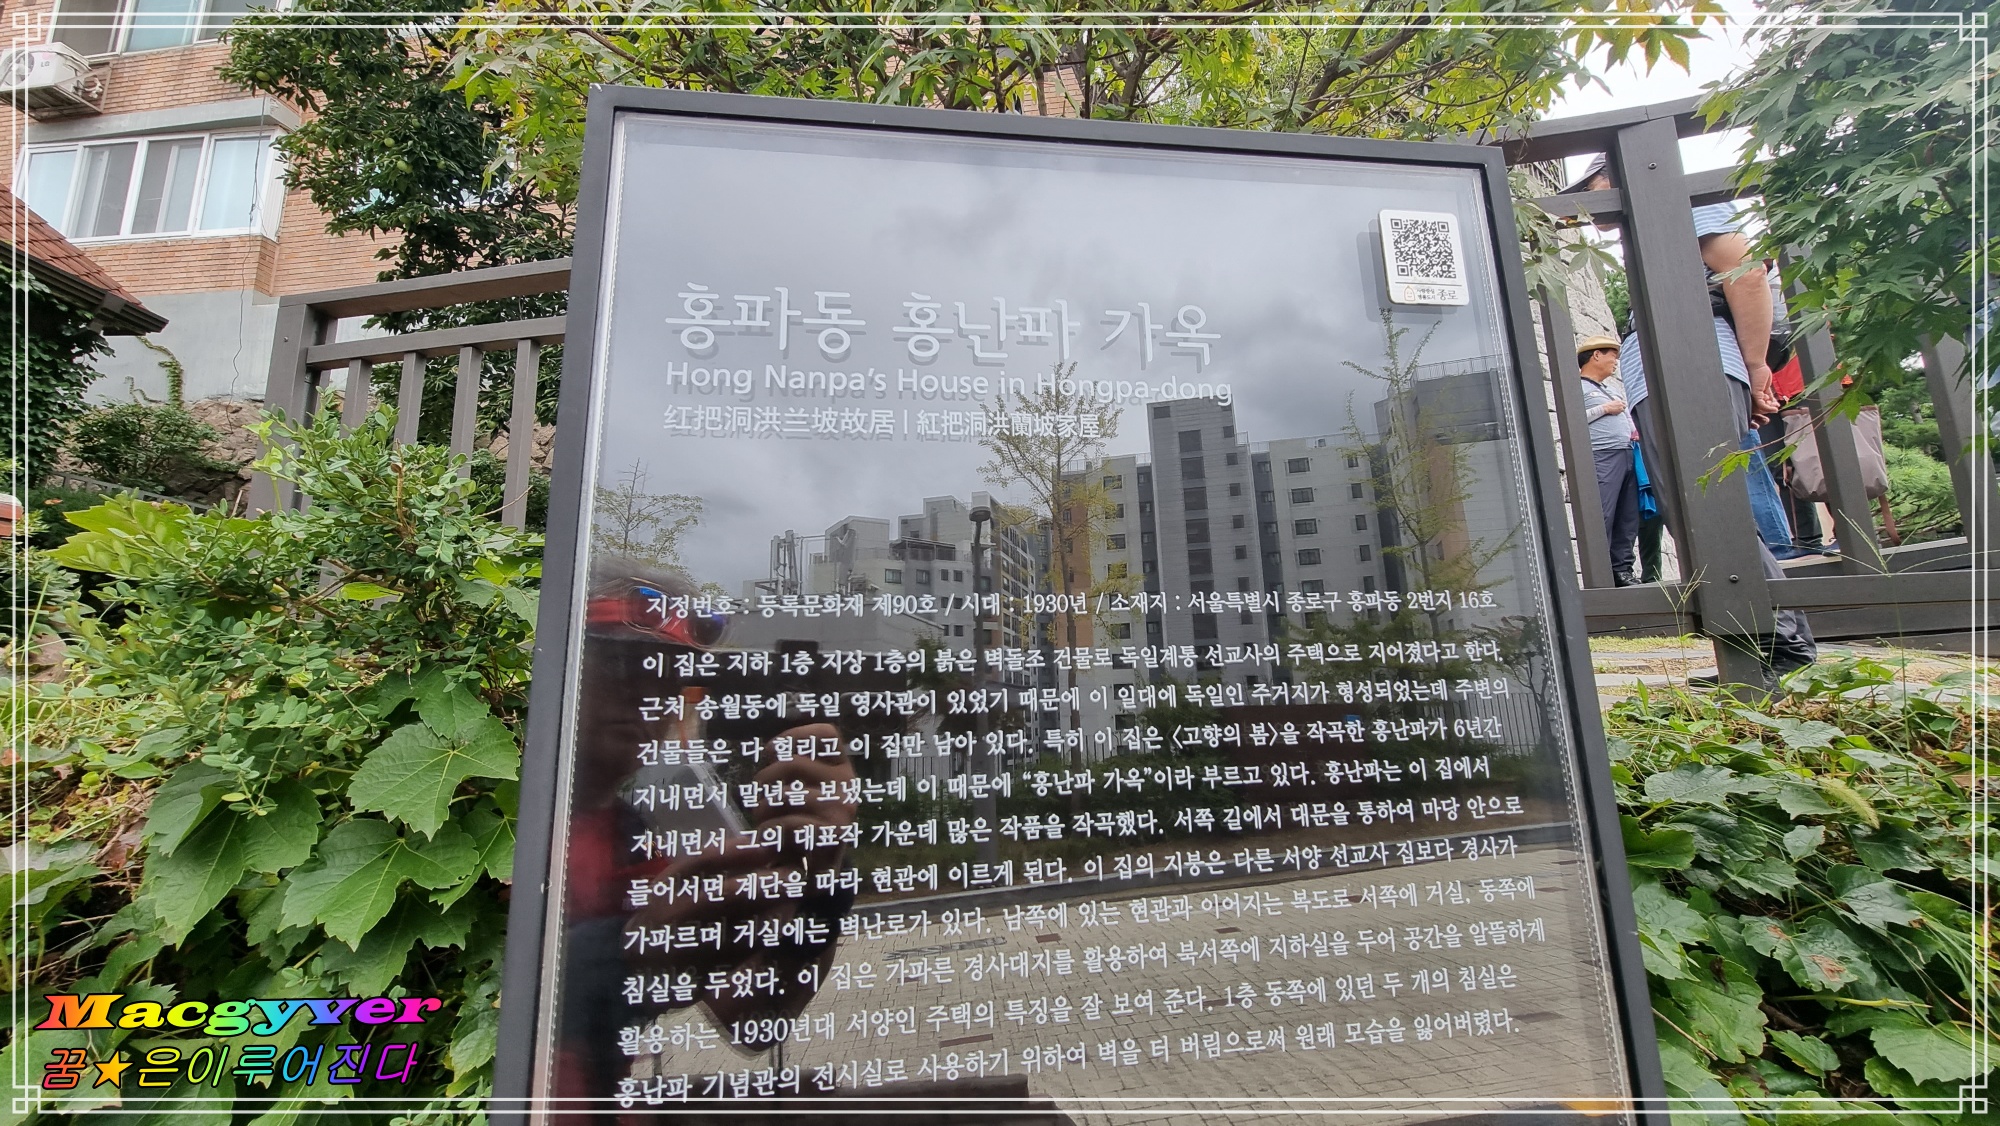 홍파동 홍난파 가옥
Hong Nanpa's House in Hongpa-dong
红把洞洪兰坡故居 | 紅把洞洪蘭坡家屋
종로
지정번호 : 등록문화재 제90호 / 시대 : 1930년 / 소재지 : 서울특별시 종로구 홍파동 2번지 16호
이 집은 지하 1층 지상 1층의 붉은 벽돌조 건물로 독일계통 선교사의 주택으로 지어졌다고 한다.
근처 송월동에 독일 영사관이 있었기 때문에 이 일대에 독일인 주거지가 형성되었는데 주변의
건물들은 다 헐리고 이 집만 남아 있다. 특히 이 집은 〈고향의 봄〉을 작곡한 홍난파가 6년간
지내면서 말년을 보냈는데 이 때문에 “홍난파 가옥”이라 부르고 있다. 홍난파는 이 집에서
지내면서 그의 대표작 가운데 많은 작품을 작곡했다. 서쪽 길에서 대문을 통하여 마당 안으로
들어서면 계단을 따라 현관에 이르게 된다. 이 집의 지붕은 다른 서양 선교사 집보다 경사가
가파르며 거실에는 벽난로가 있다. 남쪽에 있는 현관과 이어지는 복도로 서쪽에 거실, 동쪽에
침실을 두었다. 이 집은 가파른 경사대지를 활용하여 북서쪽에 지하실을 두어 공간을 알뜰하게
활용하는 1930년대 서양인 주택의 특징을 잘 보여 준다. 1층 동쪽에 있던 두 개의 침실은
홍난파 기념관의 전시실로 사용하기 위하여 벽을 터 버림으로써 원래 모습을 잃어버렸다.
Macgyver
꿈★은이루어진다